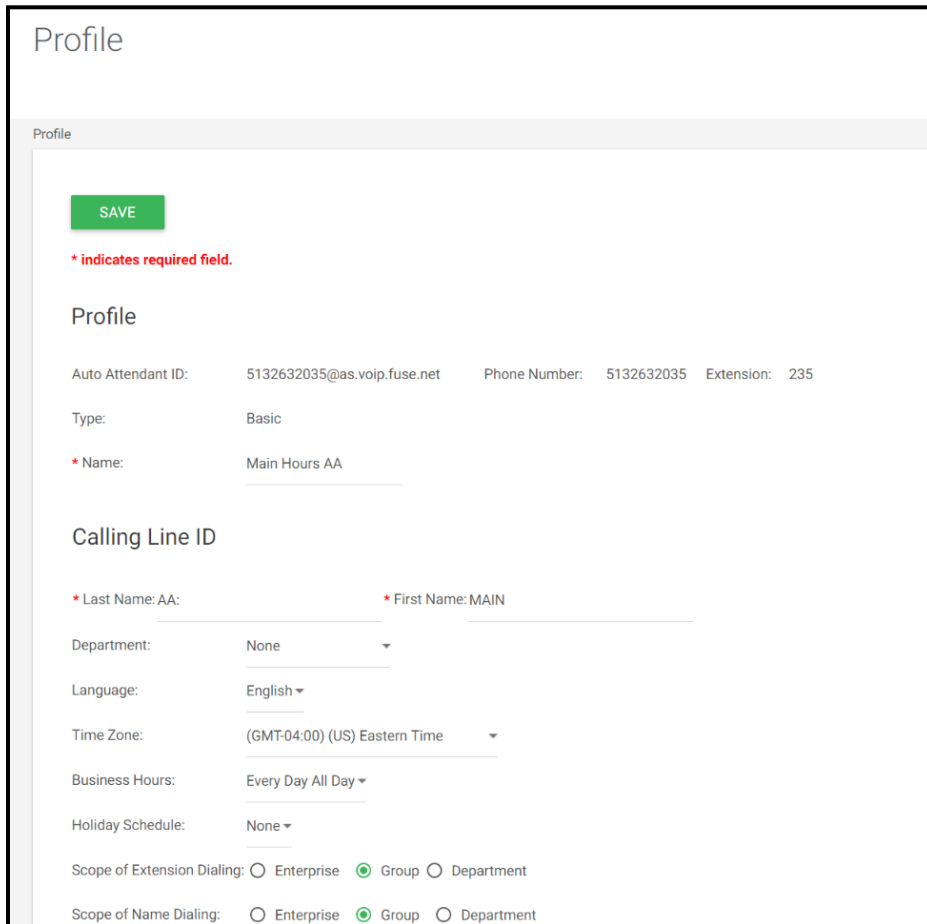 Profile
Profile
SAVE
* indicates required field.
Profile
Auto Attendant ID: 5132632035@as.voip.fuse.net Phone Number: 5132632035 Extension: 235
Type: Basic
* Name: Main Hours AA
Calling Line ID
* Last Name: AA: * First Name: MAIN
Department: None
Language: English
Time Zone: (GMT-04:00) (US) Eastern Time
Business Hours: Every Day All Day
Holiday Schedule: None
Scope of Extension Dialing: Enterprise Group Department
Scope of Name Dialing: Enterprise Group Department